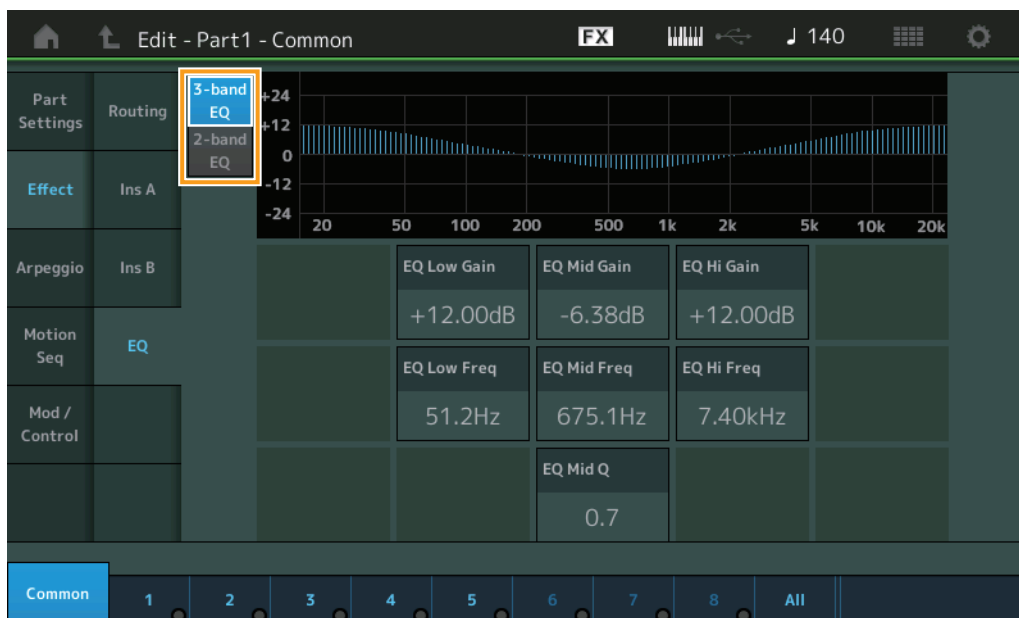 Edit - Part1 - Common
FX
140
Part
Settings
Routing
3-band
EQ
2-band
EQ
+24
+12
0
-12
-24
20 50 100 200 500 1k 2k 5k 10k 20k
Effect
Ins A
Arpeggio
Ins B
EQ Low Gain
EQ Mid Gain
EQ Hi Gain
+12.00dB
-6.38dB
+12.00dB
Motion
Seq
EQ
EQ Low Freq
EQ Mid Freq
EQ Hi Freq
51.2Hz
675.1Hz
7.40kHz
Mod /
Control
EQ Mid Q
0.7
Common 1 2 3 4 5 6 7 8 All